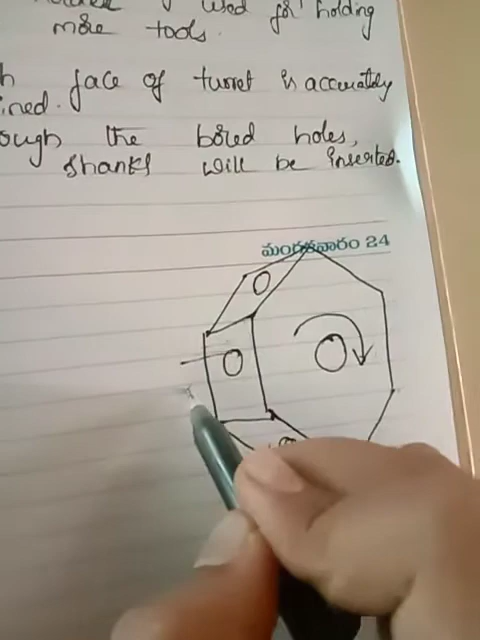 used for holding
more tools.
face of turret is accurately
ined.
ough the bored holes,
shanks will be inserted.
మంగళవారం 24